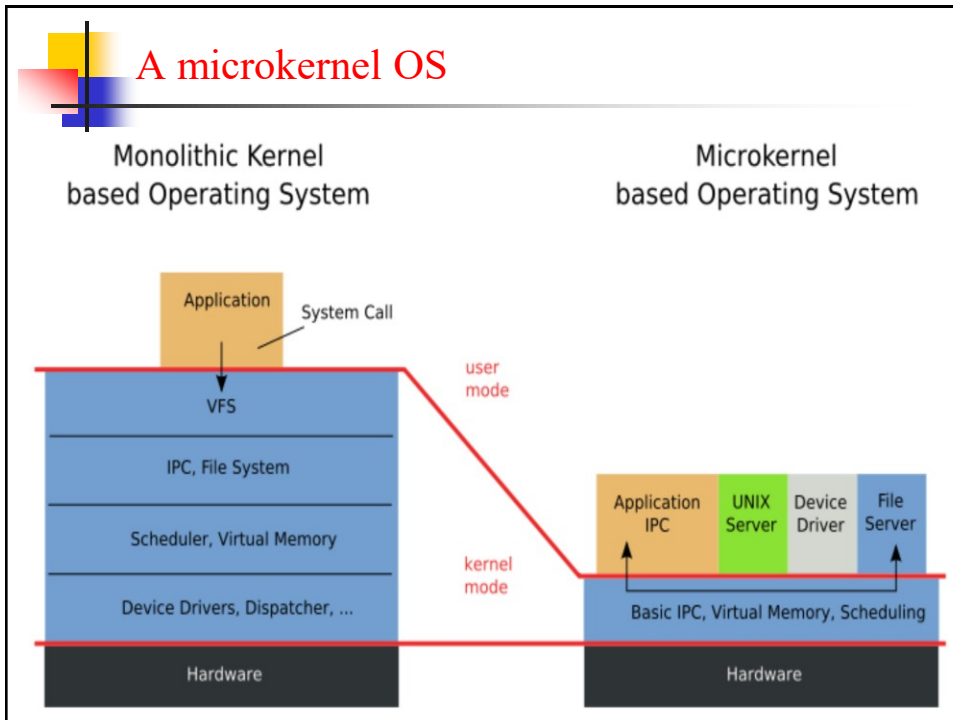 A microkernel OS
Monolithic Kernel
based Operating System
Microkernel
based Operating System
Application
System Call
user
mode
VFS
IPC, File System
Scheduler, Virtual Memory
kernel
mode
Device Drivers, Dispatcher, ...
Hardware
Application
IPC
UNIX
Server
Device
Driver
File
Server
Basic IPC, Virtual Memory, Scheduling
Hardware